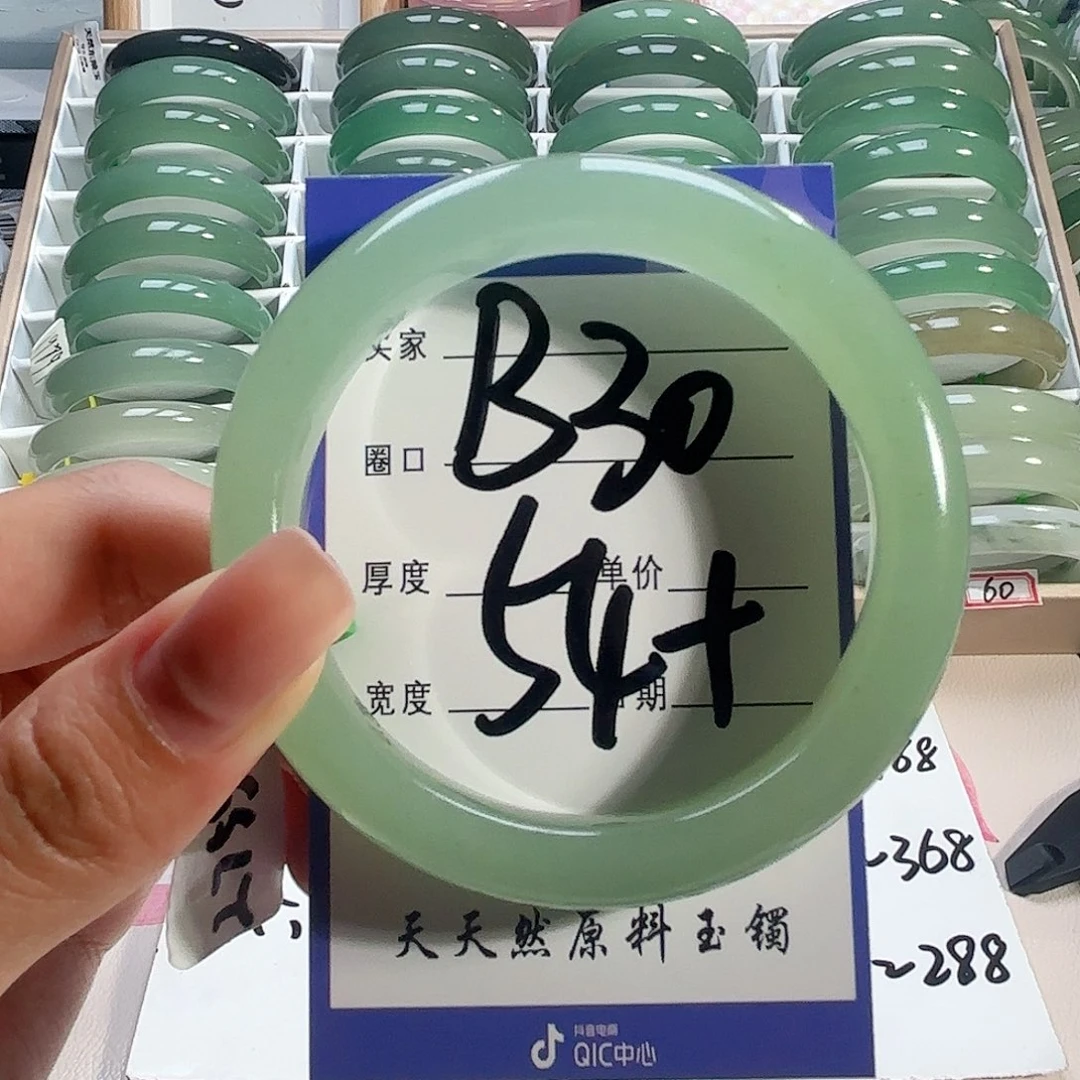 买家
B30
圈口
厚度
单价
54+
宽度
期
天天然原料玉镯
抖音电商
QIC中心
60
68
~368
~288